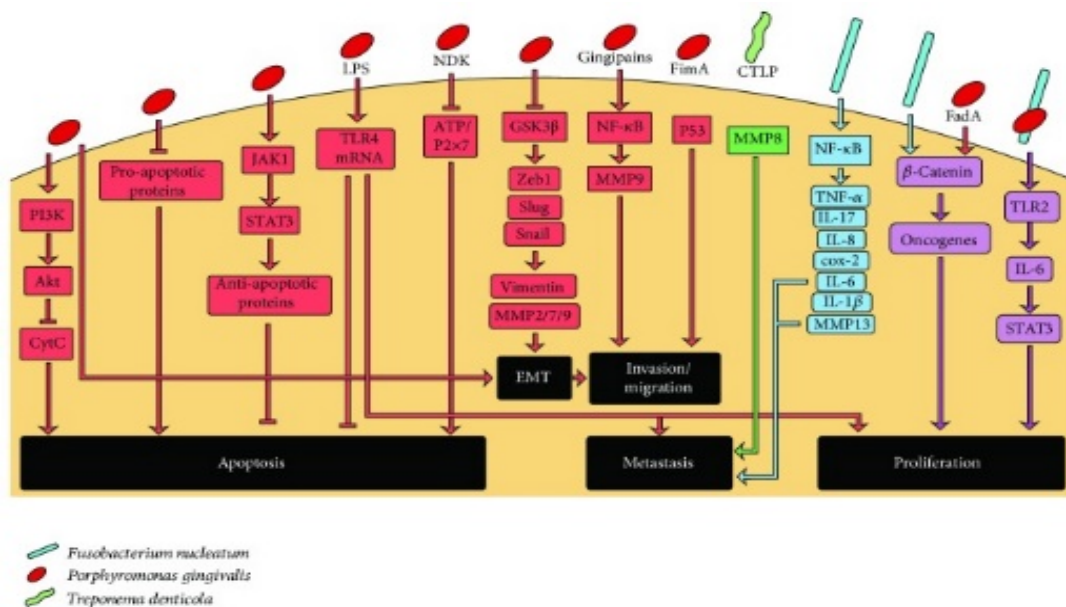 LPS
NDK
Gingipains
FimA
CTLP
FadA
PI3K
Akt
CytC
Pro-apoptotic
proteins
JAK1
STAT3
Anti-apoptotic
proteins
TLR4
mRNA
ATP/
P2×7
GSK3β
Zeb1
Slug
Snail
Vimentin
MMP2/7/9
EMT
NF-κB
MMP9
Invasion/
migration
P53
MMP8
NF-κB
TNF-α
IL-17
IL-8
cox-2
IL-6
IL-1β
MMP13
β-Catenin
Oncogenes
TLR2
IL-6
STAT3
Apoptosis
Metastasis
Proliferation
Fusobacterium nucleatum
Porphyromonas gingivalis
Treponema denticola